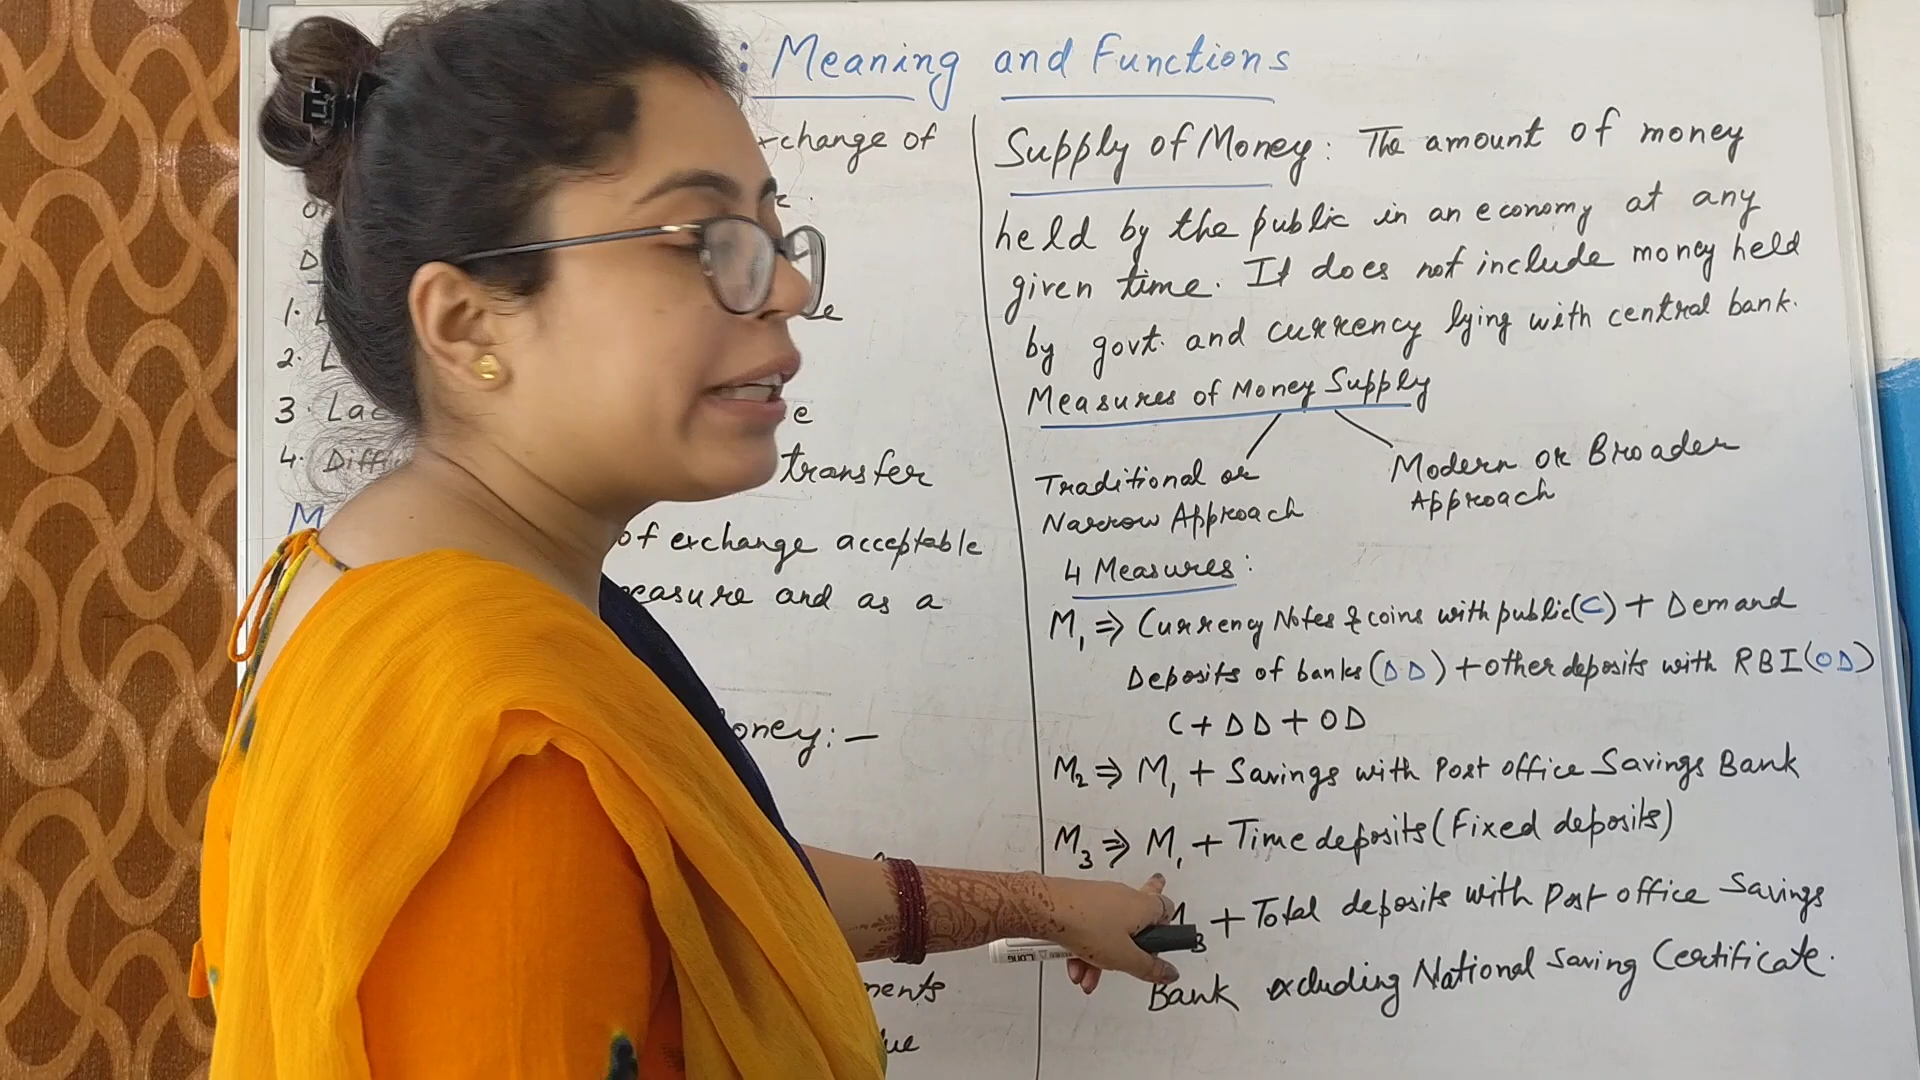 : Meaning and Functions
change of
1.
2. L
3. Lac e
4. Diffi transfer
M
of exchange acceptable
easure and as a
oney:-
ments
ue
Supply of Money: The amount of money
held by the public in an economy at any
given time. It does not include money held
by govt. and currency lying with central bank.
Measures of Money Supply
Traditional or
Narrow Approach
Modern or Broader
Approach
4 Measures:
M1 ⇒ Currency Notes & coins with public(C) + Demand
Deposits of banks(DD) + other deposits with RBI(OD)
C + DD + OD
M2 ⇒ M1 + Savings with Post office Savings Bank
M3 ⇒ M1 + Time deposits (Fixed deposits)
M3 + Total deposits with Post office Savings
Bank excluding National Saving Certificate.